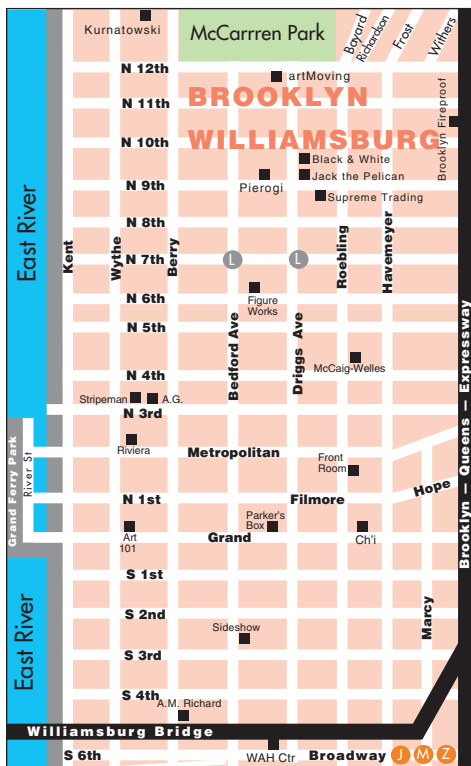 Kurnatowski
McCarrren Park
Bayard
Richardson
Frost
Withers
N 12th
artMoving
N 11th
BROOKLYN
WILLIAMSBURG
Brooklyn Fireproof
N 10th
Black & White
Jack the Pelican
Pierogi
N 9th
Supreme Trading
East River
N 8th
Kent
Wythe
Berry
N 7th
L
L
Roebling
Havemeyer
N 6th
Figure
Works
N 5th
Bedford Ave
Driggs Ave
McCaig-Welles
N 4th
Stripeman
A.G.
N 3rd
Brooklyn — Queens — Expressway
Grand Ferry Park
River St
Riviera
Metropolitan
Front
Room
Hope
N 1st
Filmore
Parker's
Box
Art
101
Grand
Ch'i
S 1st
East River
S 2nd
Marcy
Sideshow
S 3rd
S 4th
A.M. Richard
Williamsburg Bridge
S 6th
WAH Ctr
Broadway
J M Z